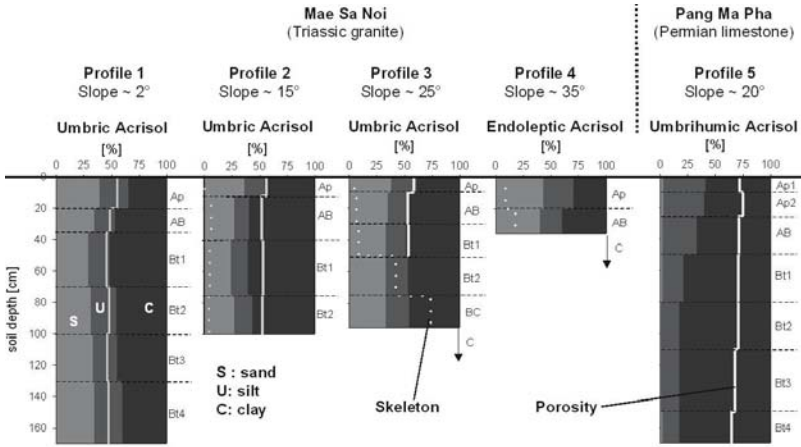 Mae Sa Noi
(Triassic granite)
Pang Ma Pha
(Permian limestone)
Profile 1
Slope ~ 2°
Profile 2
Slope ~ 15°
Profile 3
Slope ~ 25°
Profile 4
Slope ~ 35°
Profile 5
Slope ~ 20°
Umbric Acrisol
Umbric Acrisol
Umbric Acrisol
Endoleptic Acrisol
Umbrihumic Acrisol
[%]
[%]
[%]
[%]
[%]
0 25 50 75 100
0 25 50 75 100
0 25 50 75 100
0 25 50 75 100
0 25 50 75 100
soil depth [cm]
0
20
40
60
80
100
120
140
160
Ap
AB
Bt1
Bt2
Bt3
Bt4
S U C
Ap
AB
Bt1
Bt2
Ap
AB
Bt1
Bt2
BC
C
Ap
AB
C
Ap1
Ap2
AB
Bt1
Bt2
Bt3
Bt4
S : sand
U: silt
C: clay
Skeleton
Porosity